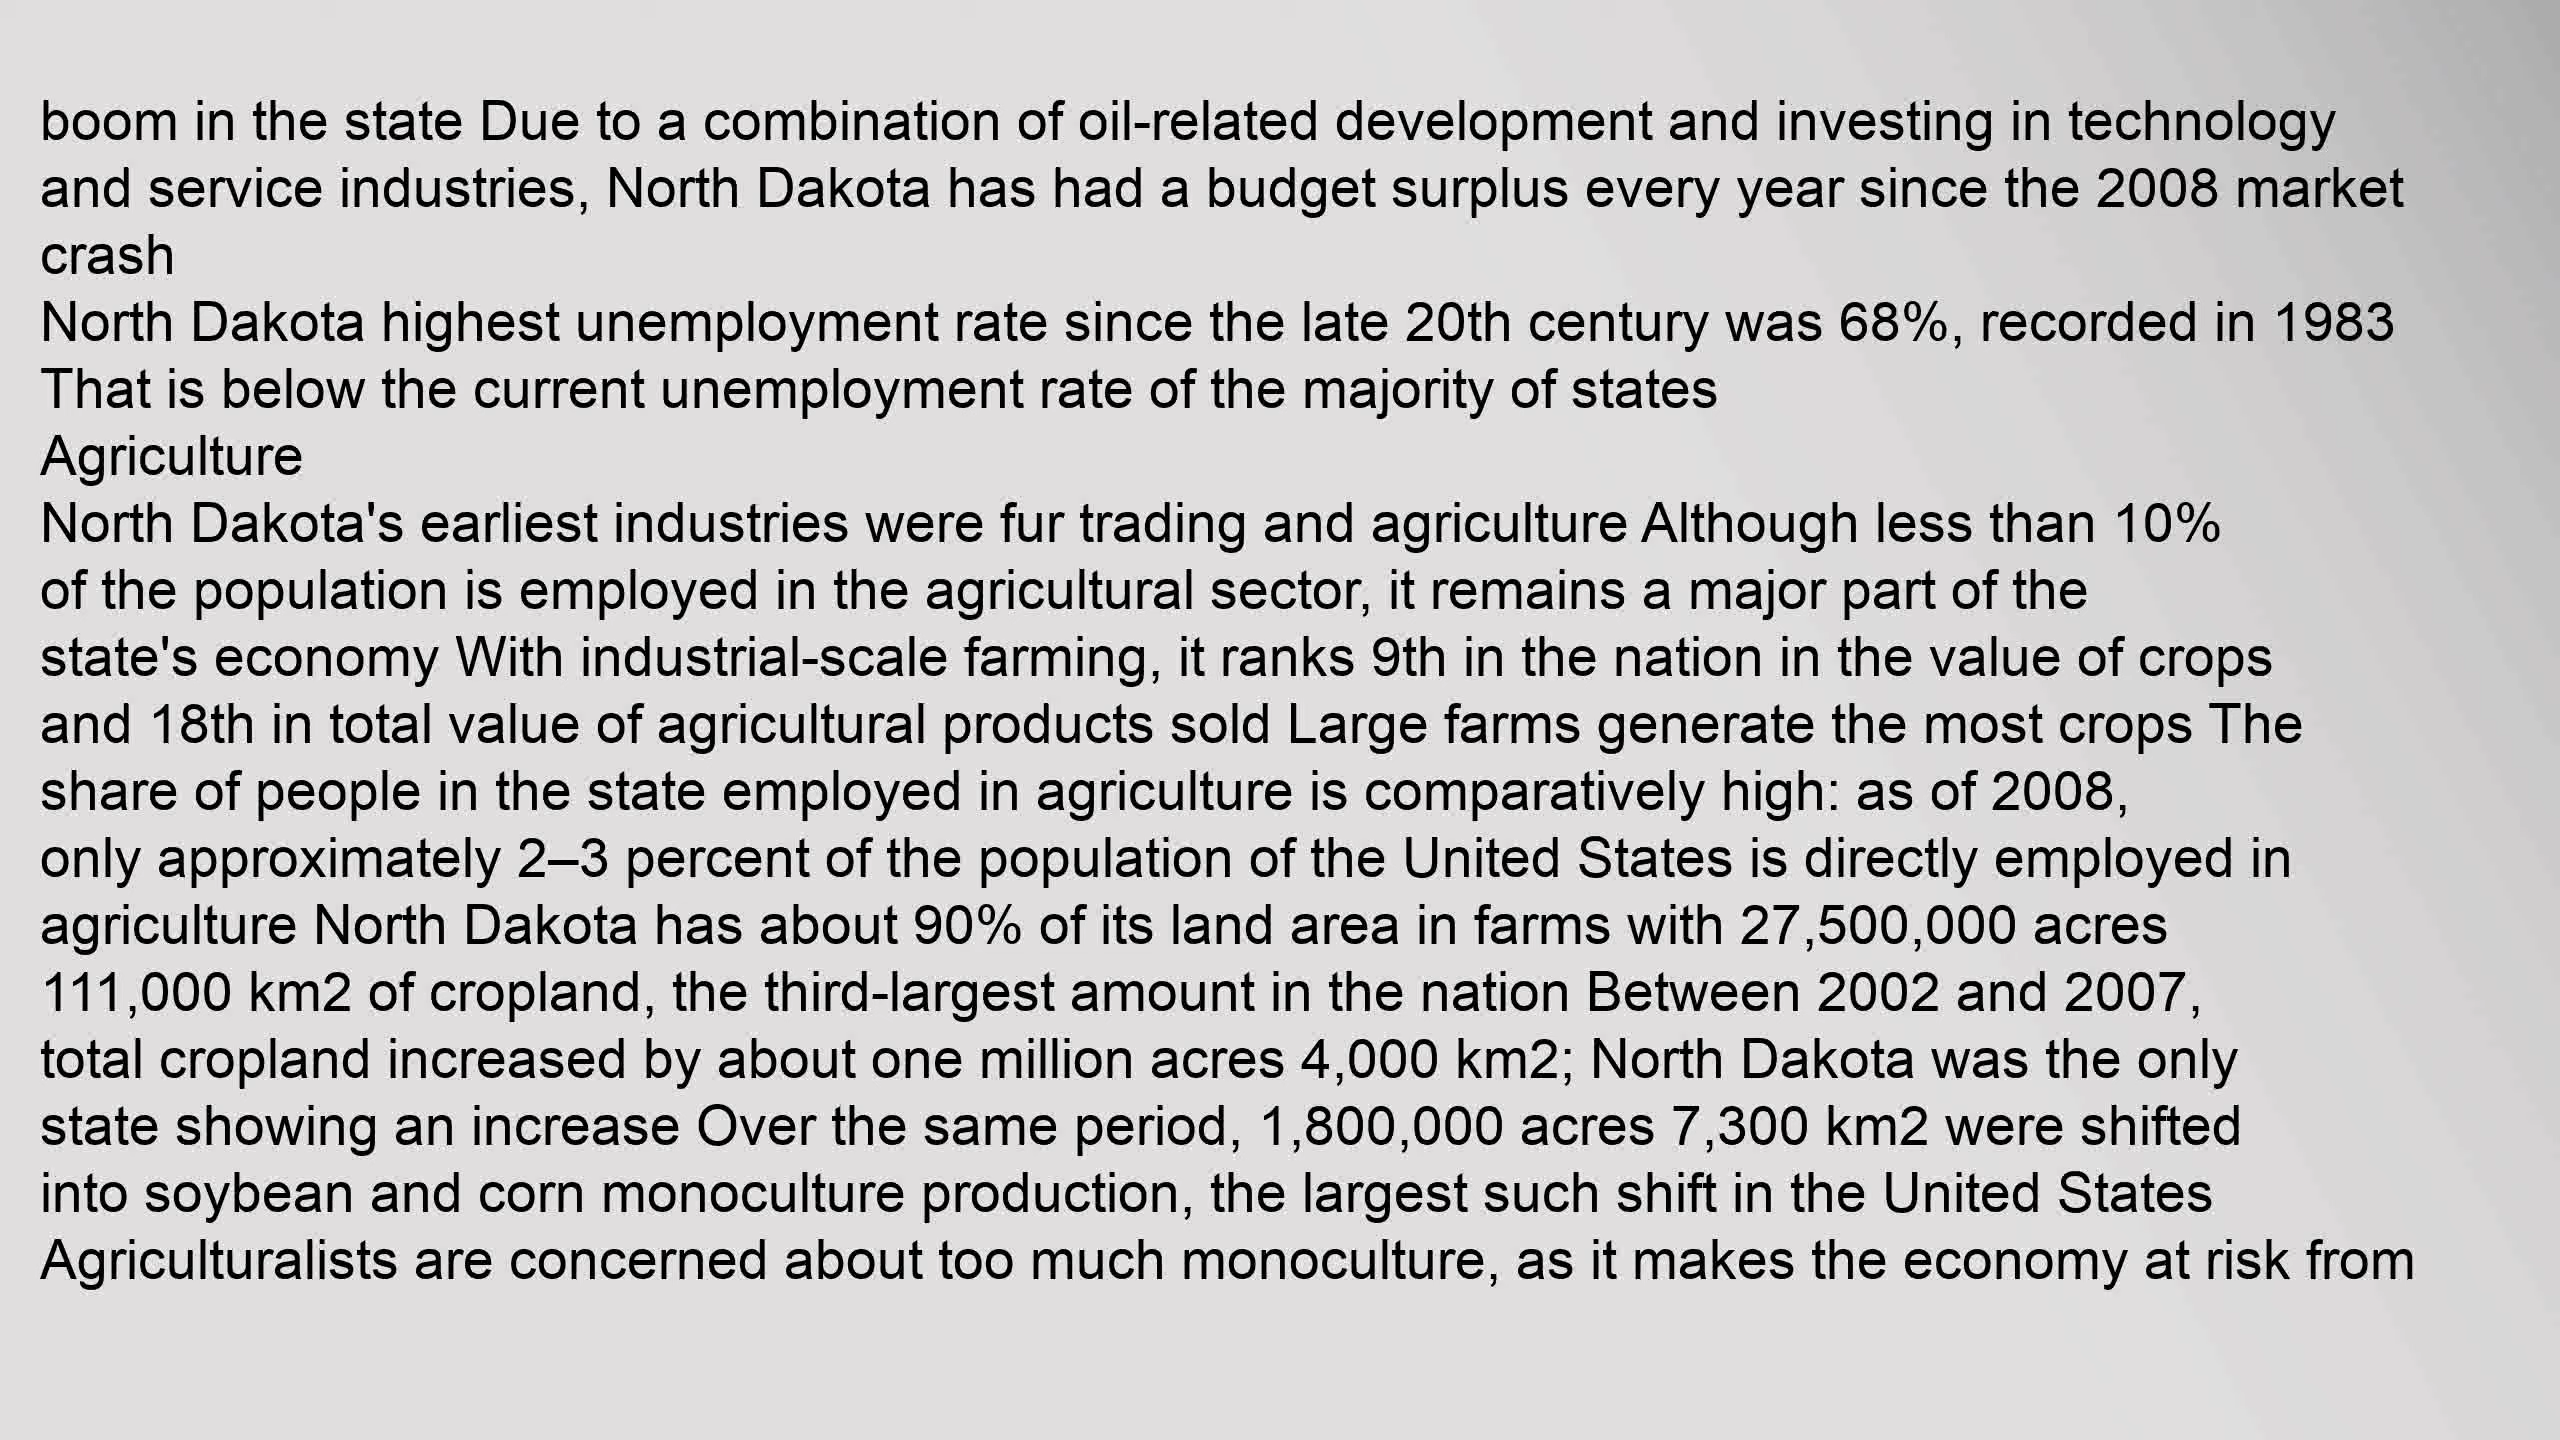 boom in the state Due to a combination of oil-related development and investing in technology
and service industries, North Dakota has had a budget surplus every year since the 2008 market
crash
North Dakota highest unemployment rate since the late 20th century was 68%, recorded in 1983
That is below the current unemployment rate of the majority of states
Agriculture
North Dakota's earliest industries were fur trading and agriculture Although less than 10%
of the population is employed in the agricultural sector, it remains a major part of the
state's economy With industrial-scale farming, it ranks 9th in the nation in the value of crops
and 18th in total value of agricultural products sold Large farms generate the most crops The
share of people in the state employed in agriculture is comparatively high: as of 2008,
only approximately 2–3 percent of the population of the United States is directly employed in
agriculture North Dakota has about 90% of its land area in farms with 27,500,000 acres
111,000 km2 of cropland, the third-largest amount in the nation Between 2002 and 2007,
total cropland increased by about one million acres 4,000 km2; North Dakota was the only
state showing an increase Over the same period, 1,800,000 acres 7,300 km2 were shifted
into soybean and corn monoculture production, the largest such shift in the United States
Agriculturalists are concerned about too much monoculture, as it makes the economy at risk from